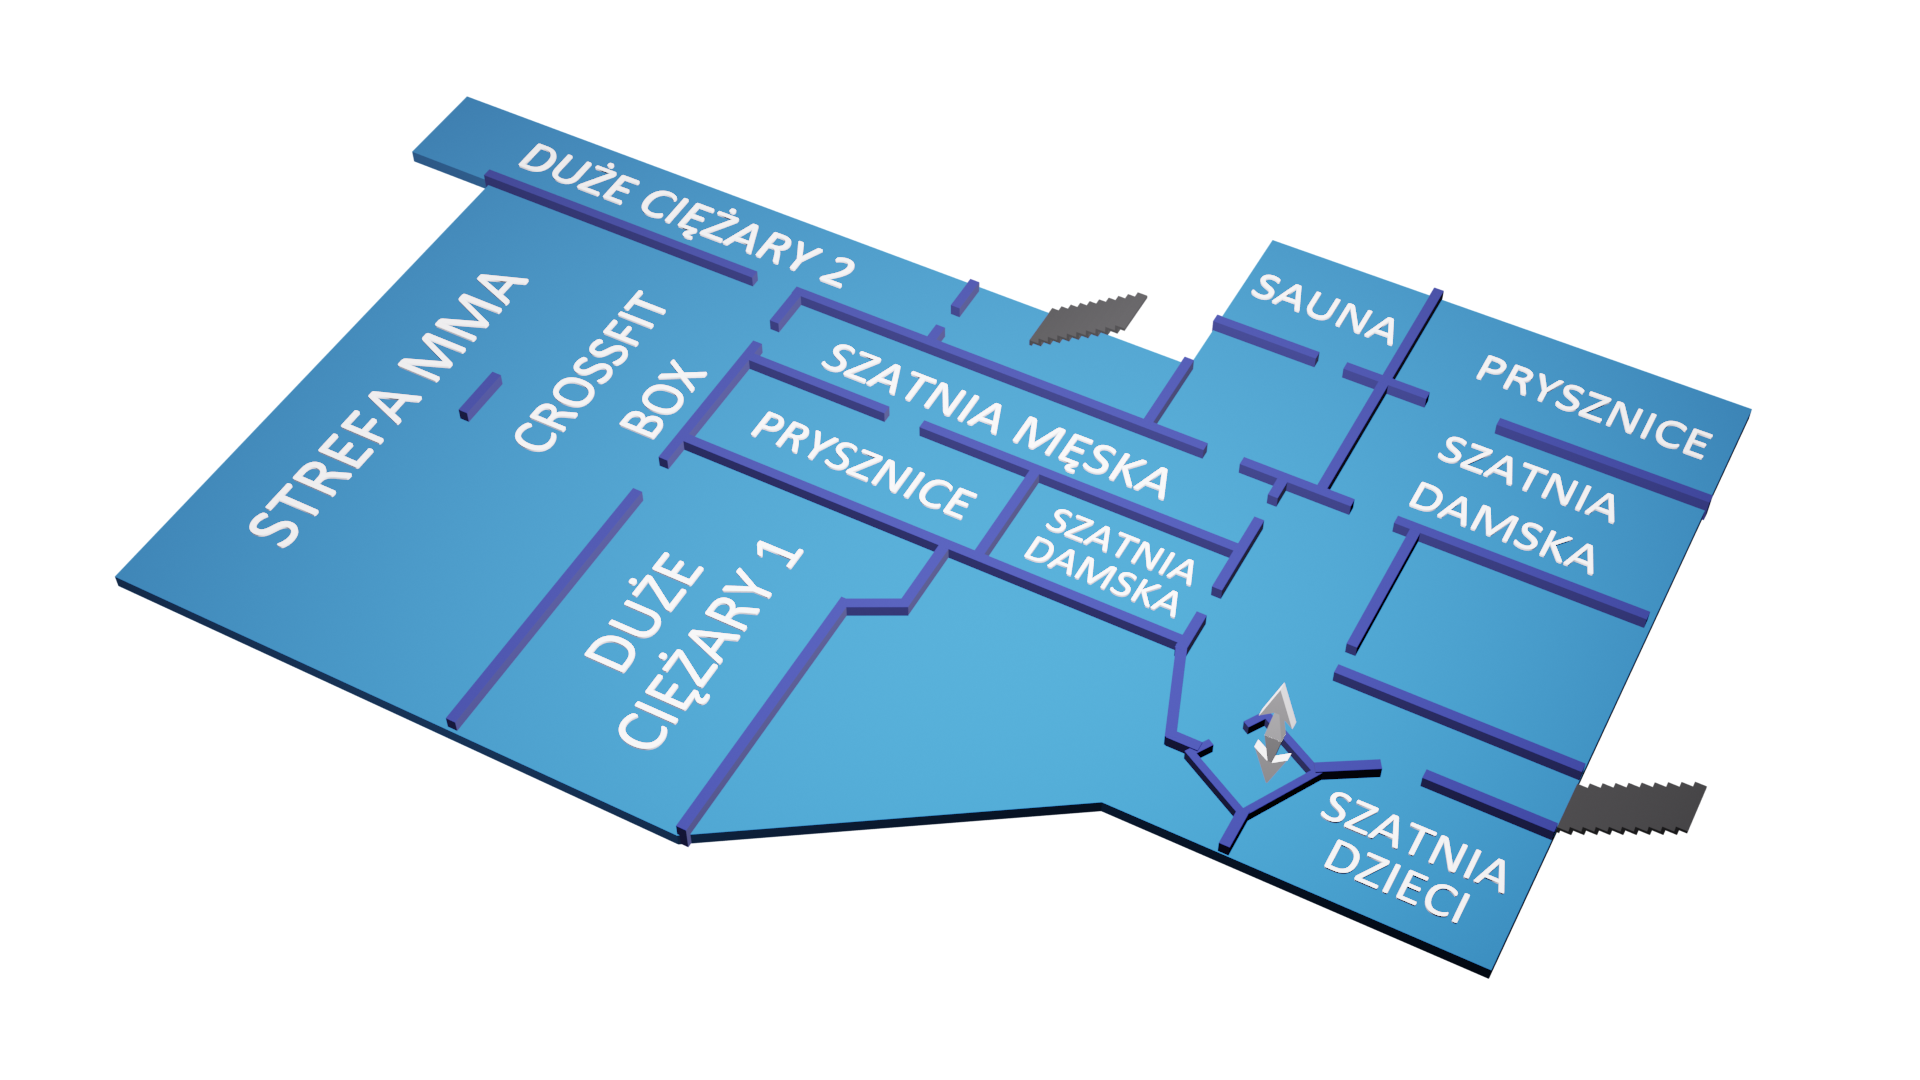 DUŻE CIĘŻARY 2
STREFA MMA
CROSSFIT
BOX
SZATNIA MĘSKA
PRYSZNICE
SZATNIA
DAMSKA
DUŻE
CIĘŻARY 1
SAUNA
PRYSZNICE
SZATNIA
DAMSKA
SZATNIA
DZIECI